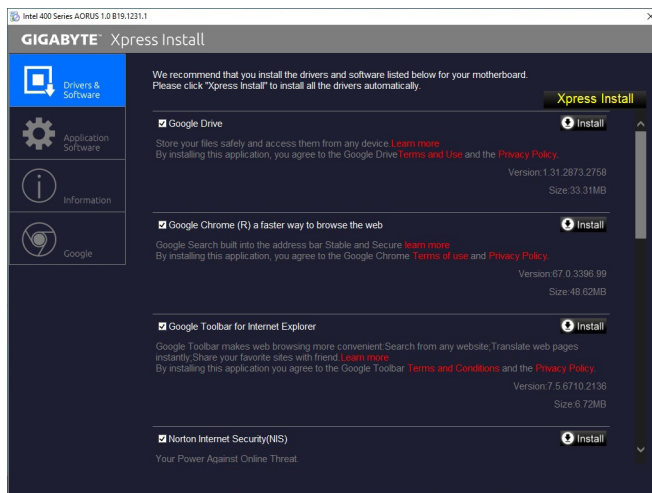 Intel 400 Series AORUS 1.0 B19.1231.1
GIGABYTE™ Xpress Install
Drivers &
Software
Application
Software
Information
Google
We recommend that you install the drivers and software listed below for your motherboard.
Please click "Xpress Install" to install all the drivers automatically.
Xpress Install
Google Drive
Install
Store your files safely and access them from any device.Learn more
By installing this application, you agree to the Google DriveTerms and Use and the Privacy Policy.
Version:1.31.2873.2758
Size:33.31MB
Google Chrome (R) a faster way to browse the web
Install
Google Search built into the address bar Stable and Secure learn more
By installing this application, you agree to the Google Chrome Terms of use and Privacy Policy.
Version:67.0.3396.99
Size:48.62MB
Google Toolbar for Internet Explorer
Install
Google Toolbar makes web browsing more convenient:Search from any website;Translate web pages
instantly,Share your favorite sites with friend.Learn more
By installing this application you agree to the Google Toolbar Terms and Conditions and the Privacy Policy.
Version:7.5.6710.2136
Size:6.72MB
Norton Internet Security(NIS)
Install
Your Power Against Online Threat.